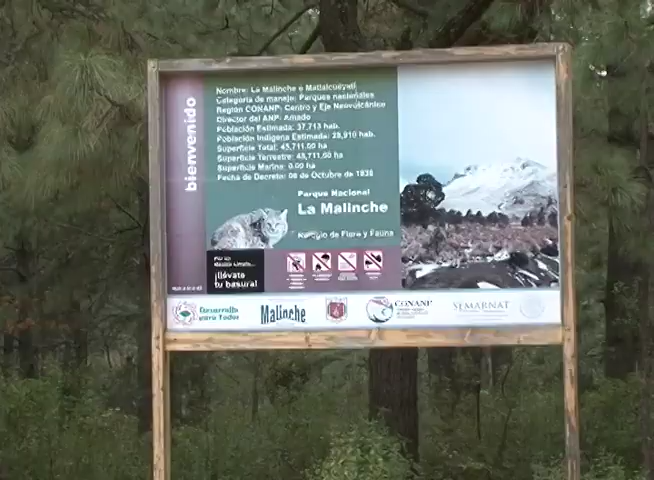 bienvenido
Nombre: La Malinche o Matlalcuéyatl
Categoría de manejo: Parques nacionales
Región CONANP: Centro y Eje Neovolcánico
Director del ANP: Amado
Población Estimada: 37,713 hab.
Población Indígena Estimada: 28,910 hab.
Superficie Total: 45,711.00 ha
Superficie Terrestre: 45,711.00 ha
Superficie Marina: 0.00 ha
Fecha de Decreto: 06 de Octubre de 1938
Parque Nacional
La Malinche
Refugio de Flora y Fauna
¡llévate
tu basura!
Desarrollo
para Todos
Malinche
CONANP
SEMARNAT